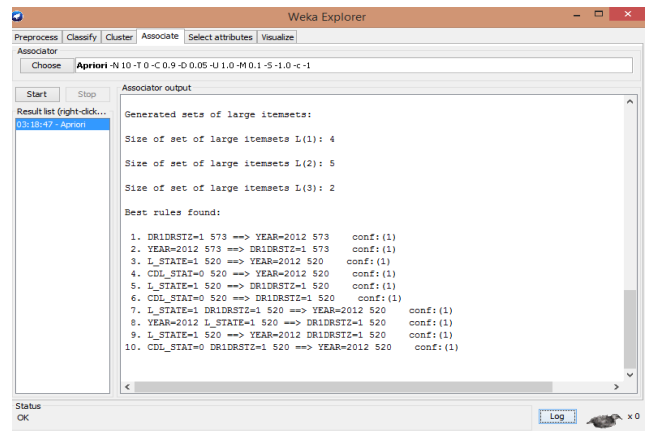 Weka Explorer
Preprocess Classify Cluster Associate Select attributes Visualize
Associator
Choose Apriori -N 10 -T 0 -C 0.9 -D 0.05 -U 1.0 -M 0.1 -S -1.0 -c -1
Start Stop
Result list (right-click...
03:18:47 - Apriori
Associator output
Generated sets of large itemsets:
Size of set of large itemsets L(1): 4
Size of set of large itemsets L(2): 5
Size of set of large itemsets L(3): 2
Best rules found:
1. DR1DRSTZ=1 573 ==> YEAR=2012 573 conf:(1)
2. YEAR=2012 573 ==> DR1DRSTZ=1 573 conf:(1)
3. L_STATE=1 520 ==> YEAR=2012 520 conf:(1)
4. CDL_STAT=0 520 ==> YEAR=2012 520 conf:(1)
5. L_STATE=1 520 ==> DR1DRSTZ=1 520 conf:(1)
6. CDL_STAT=0 520 ==> DR1DRSTZ=1 520 conf:(1)
7. L_STATE=1 DR1DRSTZ=1 520 ==> YEAR=2012 520 conf:(1)
8. YEAR=2012 L_STATE=1 520 ==> DR1DRSTZ=1 520 conf:(1)
9. L_STATE=1 520 ==> YEAR=2012 DR1DRSTZ=1 520 conf:(1)
10. CDL_STAT=0 DR1DRSTZ=1 520 ==> YEAR=2012 520 conf:(1)
Status
OK
Log x 0